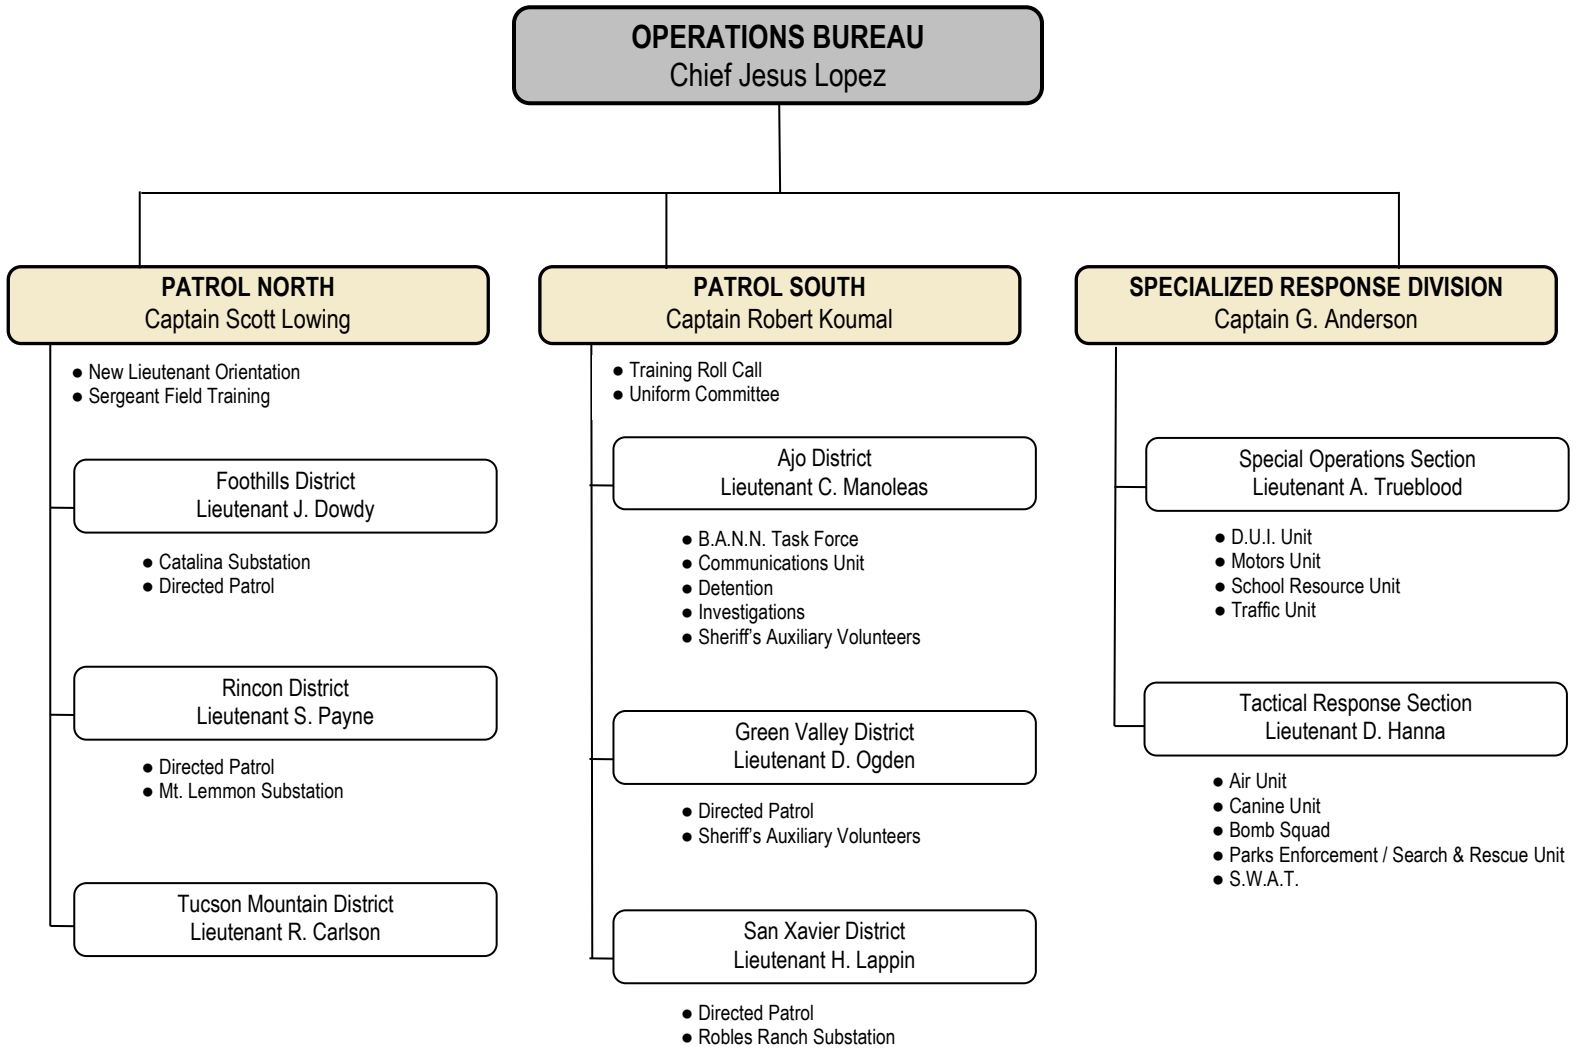 OPERATIONS BUREAU
Chief Jesus Lopez
PATROL NORTH
Captain Scott Lowing
● New Lieutenant Orientation
● Sergeant Field Training
Foothills District
Lieutenant J. Dowdy
● Catalina Substation
● Directed Patrol
Rincon District
Lieutenant S. Payne
● Directed Patrol
● Mt. Lemmon Substation
Tucson Mountain District
Lieutenant R. Carlson
PATROL SOUTH
Captain Robert Koumal
● Training Roll Call
● Uniform Committee
Ajo District
Lieutenant C. Manoleas
● B.A.N.N. Task Force
● Communications Unit
● Detention
● Investigations
● Sheriff's Auxiliary Volunteers
Green Valley District
Lieutenant D. Ogden
● Directed Patrol
● Sheriff's Auxiliary Volunteers
San Xavier District
Lieutenant H. Lappin
● Directed Patrol
● Robles Ranch Substation
SPECIALIZED RESPONSE DIVISION
Captain G. Anderson
Special Operations Section
Lieutenant A. Trueblood
● D.U.I. Unit
● Motors Unit
● School Resource Unit
● Traffic Unit
Tactical Response Section
Lieutenant D. Hanna
● Air Unit
● Canine Unit
● Bomb Squad
● Parks Enforcement / Search & Rescue Unit
● S.W.A.T.